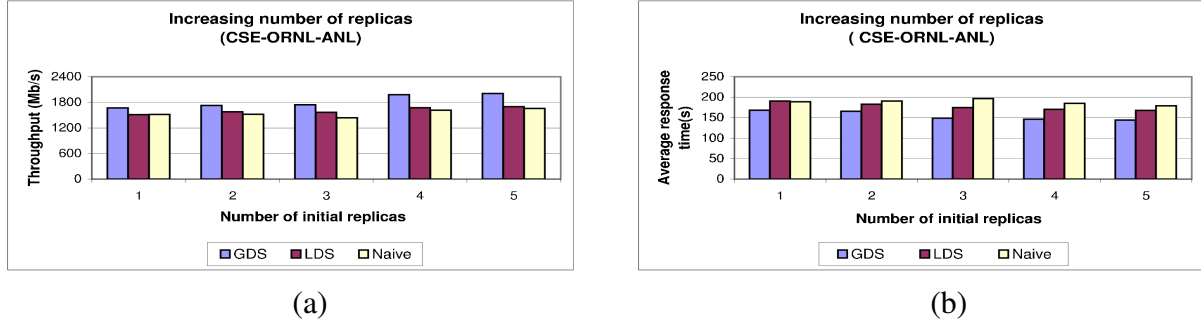 Increasing number of replicas
(CSE-ORNL-ANL)
Throughput (Mb/s)
2400
1800
1200
600
0
1 2 3 4 5
Number of initial replicas
GDS LDS Naive
(a)
Increasing number of replicas
( CSE-ORNL-ANL)
Average response
time(s)
250
200
150
100
50
0
1 2 3 4 5
Number of initial replicas
GDS LDS Naive
(b)